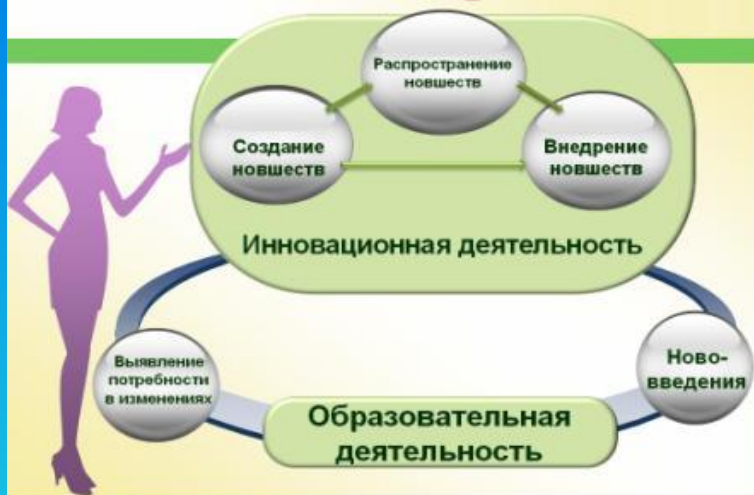 Распространение
новшеств
Создание
новшеств
Внедрение
новшеств
Инновационная деятельность
Выявление
потребности
в изменениях
Ново-
введения
Образовательная
деятельность